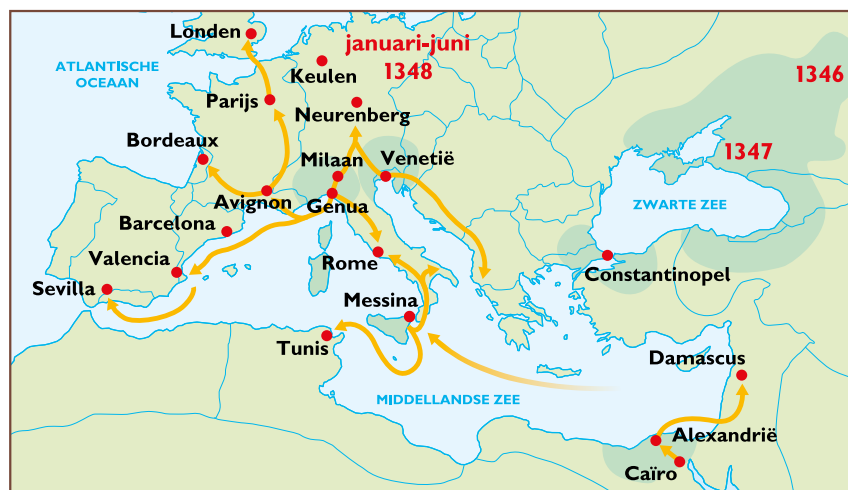 Londen
januari-juni
1348
Keulen
ATLANTISCHE
OCEAAN
1346
Parijs
Neurenberg
Bordeaux
1347
Milaan
Venetië
Avignon
Genua
ZWARTE ZEE
Barcelona
Valencia
Rome
Constantinopel
Sevilla
Messina
Tunis
Damascus
MIDDELLANDSE ZEE
Alexandrië
Caïro